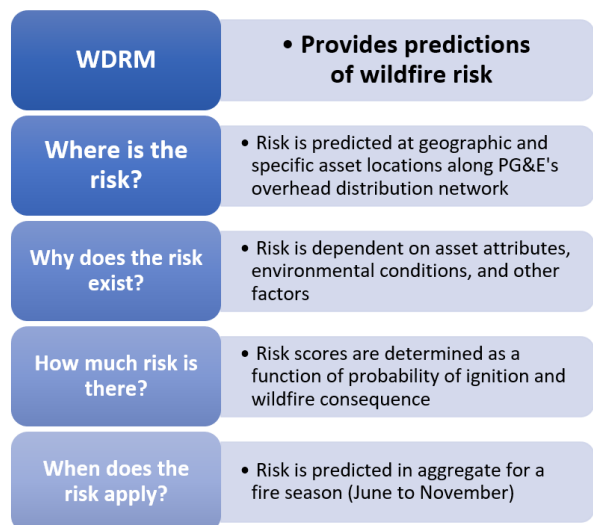 WDRM
• Provides predictions
of wildfire risk
Where is the
risk?
• Risk is predicted at geographic and
specific asset locations along PG&E's
overhead distribution network
Why does the risk
exist?
• Risk is dependent on asset attributes,
environmental conditions, and other
factors
How much risk is
there?
• Risk scores are determined as a
function of probability of ignition and
wildfire consequence
When does the
risk apply?
• Risk is predicted in aggregate for a
fire season (June to November)